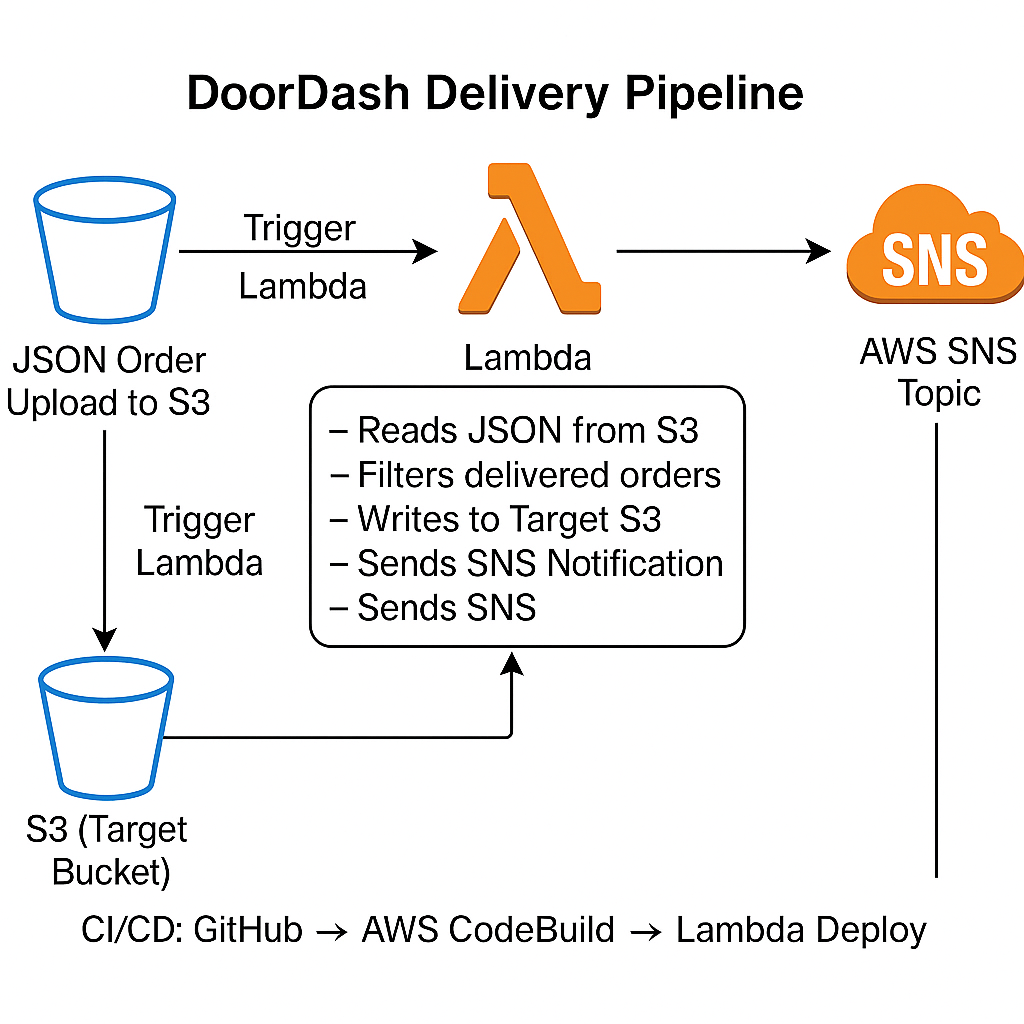 DoorDash Delivery Pipeline
Trigger
Lambda
SNS
JSON Order
Upload to S3
Lambda
AWS SNS
Topic
– Reads JSON from S3
– Filters delivered orders
– Writes to Target S3
– Sends SNS Notification
– Sends SNS
Trigger
Lambda
S3 (Target
Bucket)
CI/CD: GitHub → AWS CodeBuild → Lambda Deploy